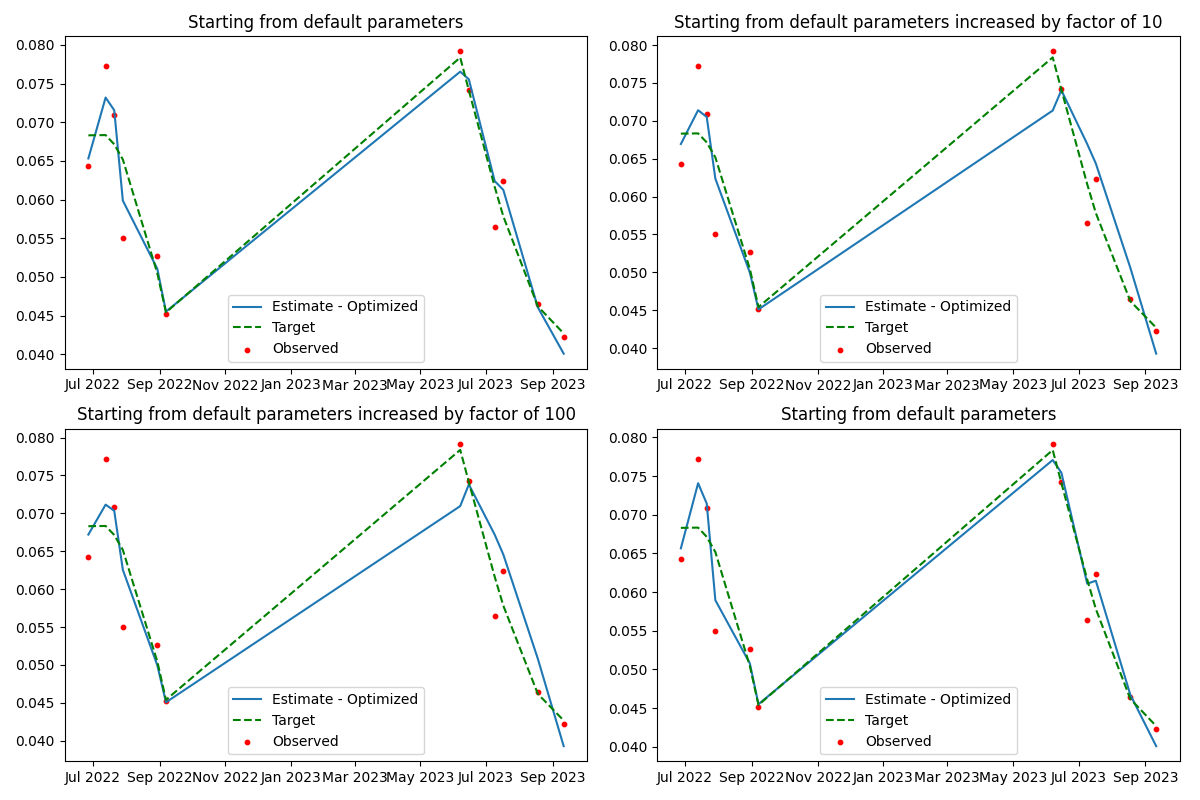 Starting from default parameters
0.080
0.075
0.070
0.065
0.060
0.055
0.050
0.045
0.040
Estimate - Optimized
Target
Observed
Jul 2022 Sep 2022 Nov 2022 Jan 2023 Mar 2023 May 2023 Jul 2023 Sep 2023
Starting from default parameters increased by factor of 10
0.080
0.075
0.070
0.065
0.060
0.055
0.050
0.045
0.040
Estimate - Optimized
Target
Observed
Jul 2022 Sep 2022 Nov 2022 Jan 2023 Mar 2023 May 2023 Jul 2023 Sep 2023
Starting from default parameters increased by factor of 100
0.080
0.075
0.070
0.065
0.060
0.055
0.050
0.045
0.040
Estimate - Optimized
Target
Observed
Jul 2022 Sep 2022 Nov 2022 Jan 2023 Mar 2023 May 2023 Jul 2023 Sep 2023
Starting from default parameters
0.080
0.075
0.070
0.065
0.060
0.055
0.050
0.045
0.040
Estimate - Optimized
Target
Observed
Jul 2022 Sep 2022 Nov 2022 Jan 2023 Mar 2023 May 2023 Jul 2023 Sep 2023